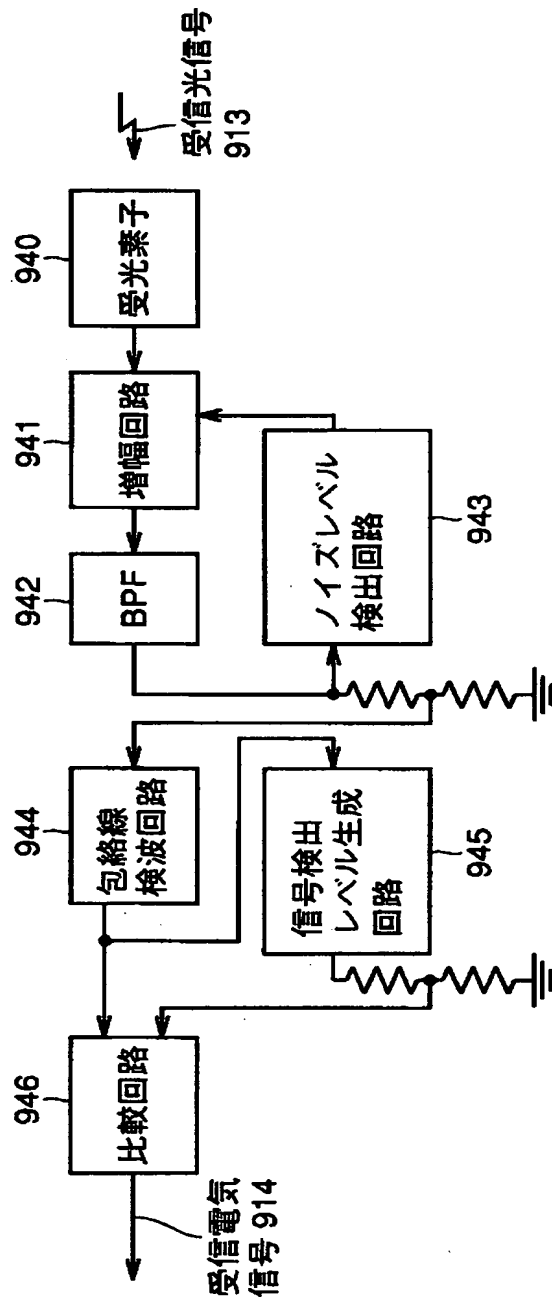 受信光信号
913
940
受光素子
941
増幅回路
942
BPF
ノイズレベル
検出回路
943
944
包絡線
検波回路
信号検出
レベル生成
回路
945
946
比較回路
受信電気
信号 914